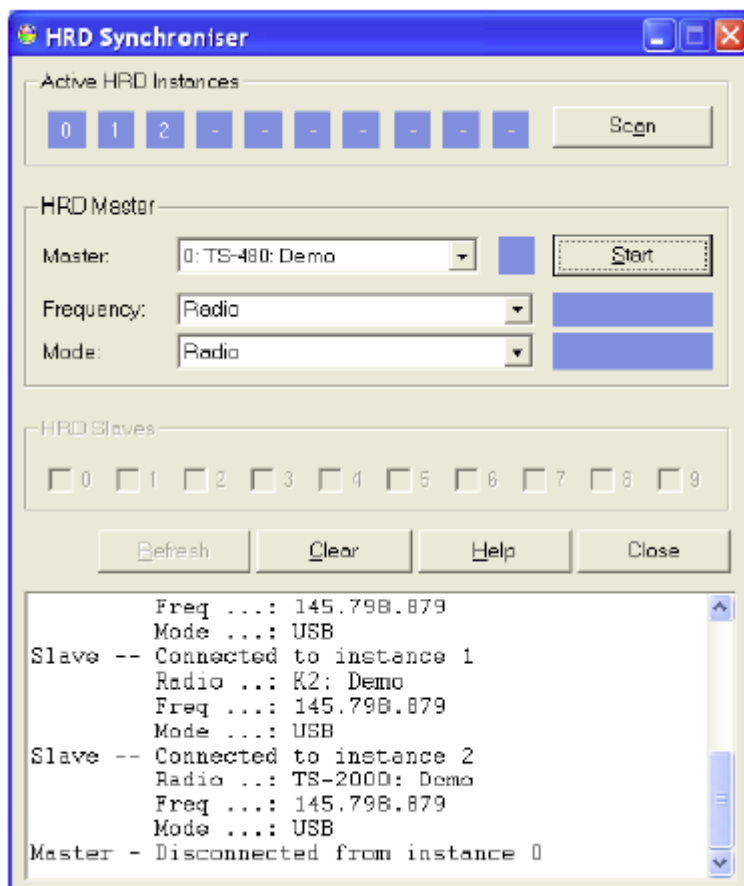 HRD Synchroniser
Active HRD Instances
0 1 2 - - - - - - - Scan
HRD Master
Master: 0: TS-480: Demo Start
Frequency: Radio
Mode: Radio
HRD Slaves
0 1 2 3 4 5 6 7 8 9
Refresh Clear Help Close
Freq ...: 145.798.879
Mode ...: USB
Slave -- Connected to instance 1
Radio ..: K2: Demo
Freq ...: 145.798.879
Mode ...: USB
Slave -- Connected to instance 2
Radio ..: TS-2000: Demo
Freq ...: 145.798.879
Mode ...: USB
Master - Disconnected from instance 0